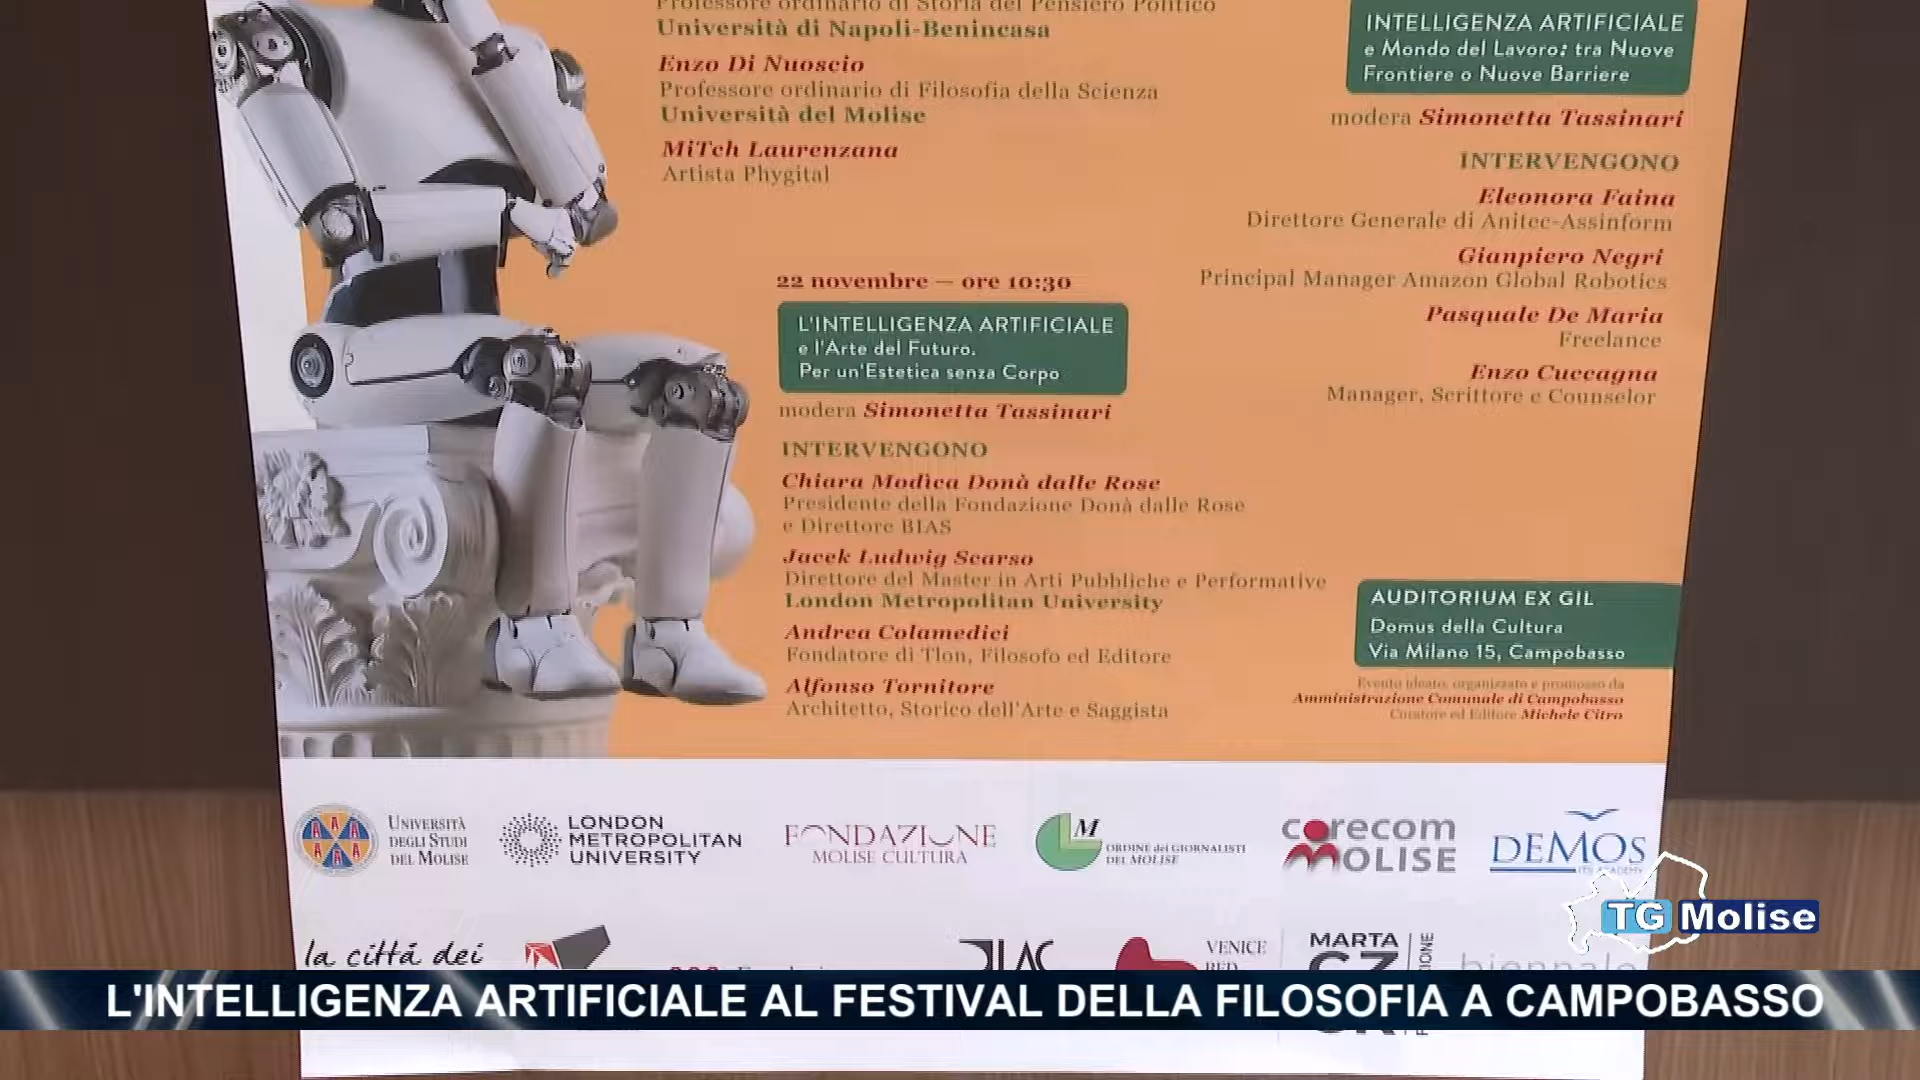 Professore ordinario di Storia del Pensiero Politico
Università di Napoli-Benincasa
Enzo Di Nuoscio
Professore ordinario di Filosofia della Scienza
Università del Molise
MiTch Laurenzana
Artista Phygital
22 novembre — ore 10:30
L'INTELLIGENZA ARTIFICIALE
e l'Arte del Futuro.
Per un'Estetica senza Corpo
modera Simonetta Tassinari
INTERVENGONO
Chiara Modica Donà dalle Rose
Presidente della Fondazione Donà dalle Rose
e Direttore BIAS
Jacek Ludwig Scarso
Direttore del Master in Arti Pubbliche e Performative
London Metropolitan University
Andrea Colamedici
Fondatore di Tlon, Filosofo ed Editore
Alfonso Tornitore
Architetto, Storico dell'Arte e Saggista
INTELLIGENZA ARTIFICIALE
e Mondo del Lavoro: tra Nuove
Frontiere o Nuove Barriere
modera Simonetta Tassinari
INTERVENGONO
Eleonora Faina
Direttore Generale di Anitec-Assinform
Gianpiero Negri
Principal Manager Amazon Global Robotics
Pasquale De Maria
Freelance
Enzo Cuccagna
Manager, Scrittore e Counselor
AUDITORIUM EX GIL
Domus della Cultura
Via Milano 15, Campobasso
Evento ideato, organizzato e promosso da
Amministrazione Comunale di Campobasso
Curatore ed Editore Michele Citro
UNIVERSITÀ
DEGLI STUDI
DEL MOLISE
LONDON
METROPOLITAN
UNIVERSITY
FONDAZIONE
MOLISE CULTURA
LM
ORDINE dei GIORNALISTI
DEL MOLISE
corecom
MOLISE
DEMOS
ITS ACADEMY
la città dei
VENICE
RED
MARTA
biennale
TG Molise
L'INTELLIGENZA ARTIFICIALE AL FESTIVAL DELLA FILOSOFIA A CAMPOBASSO